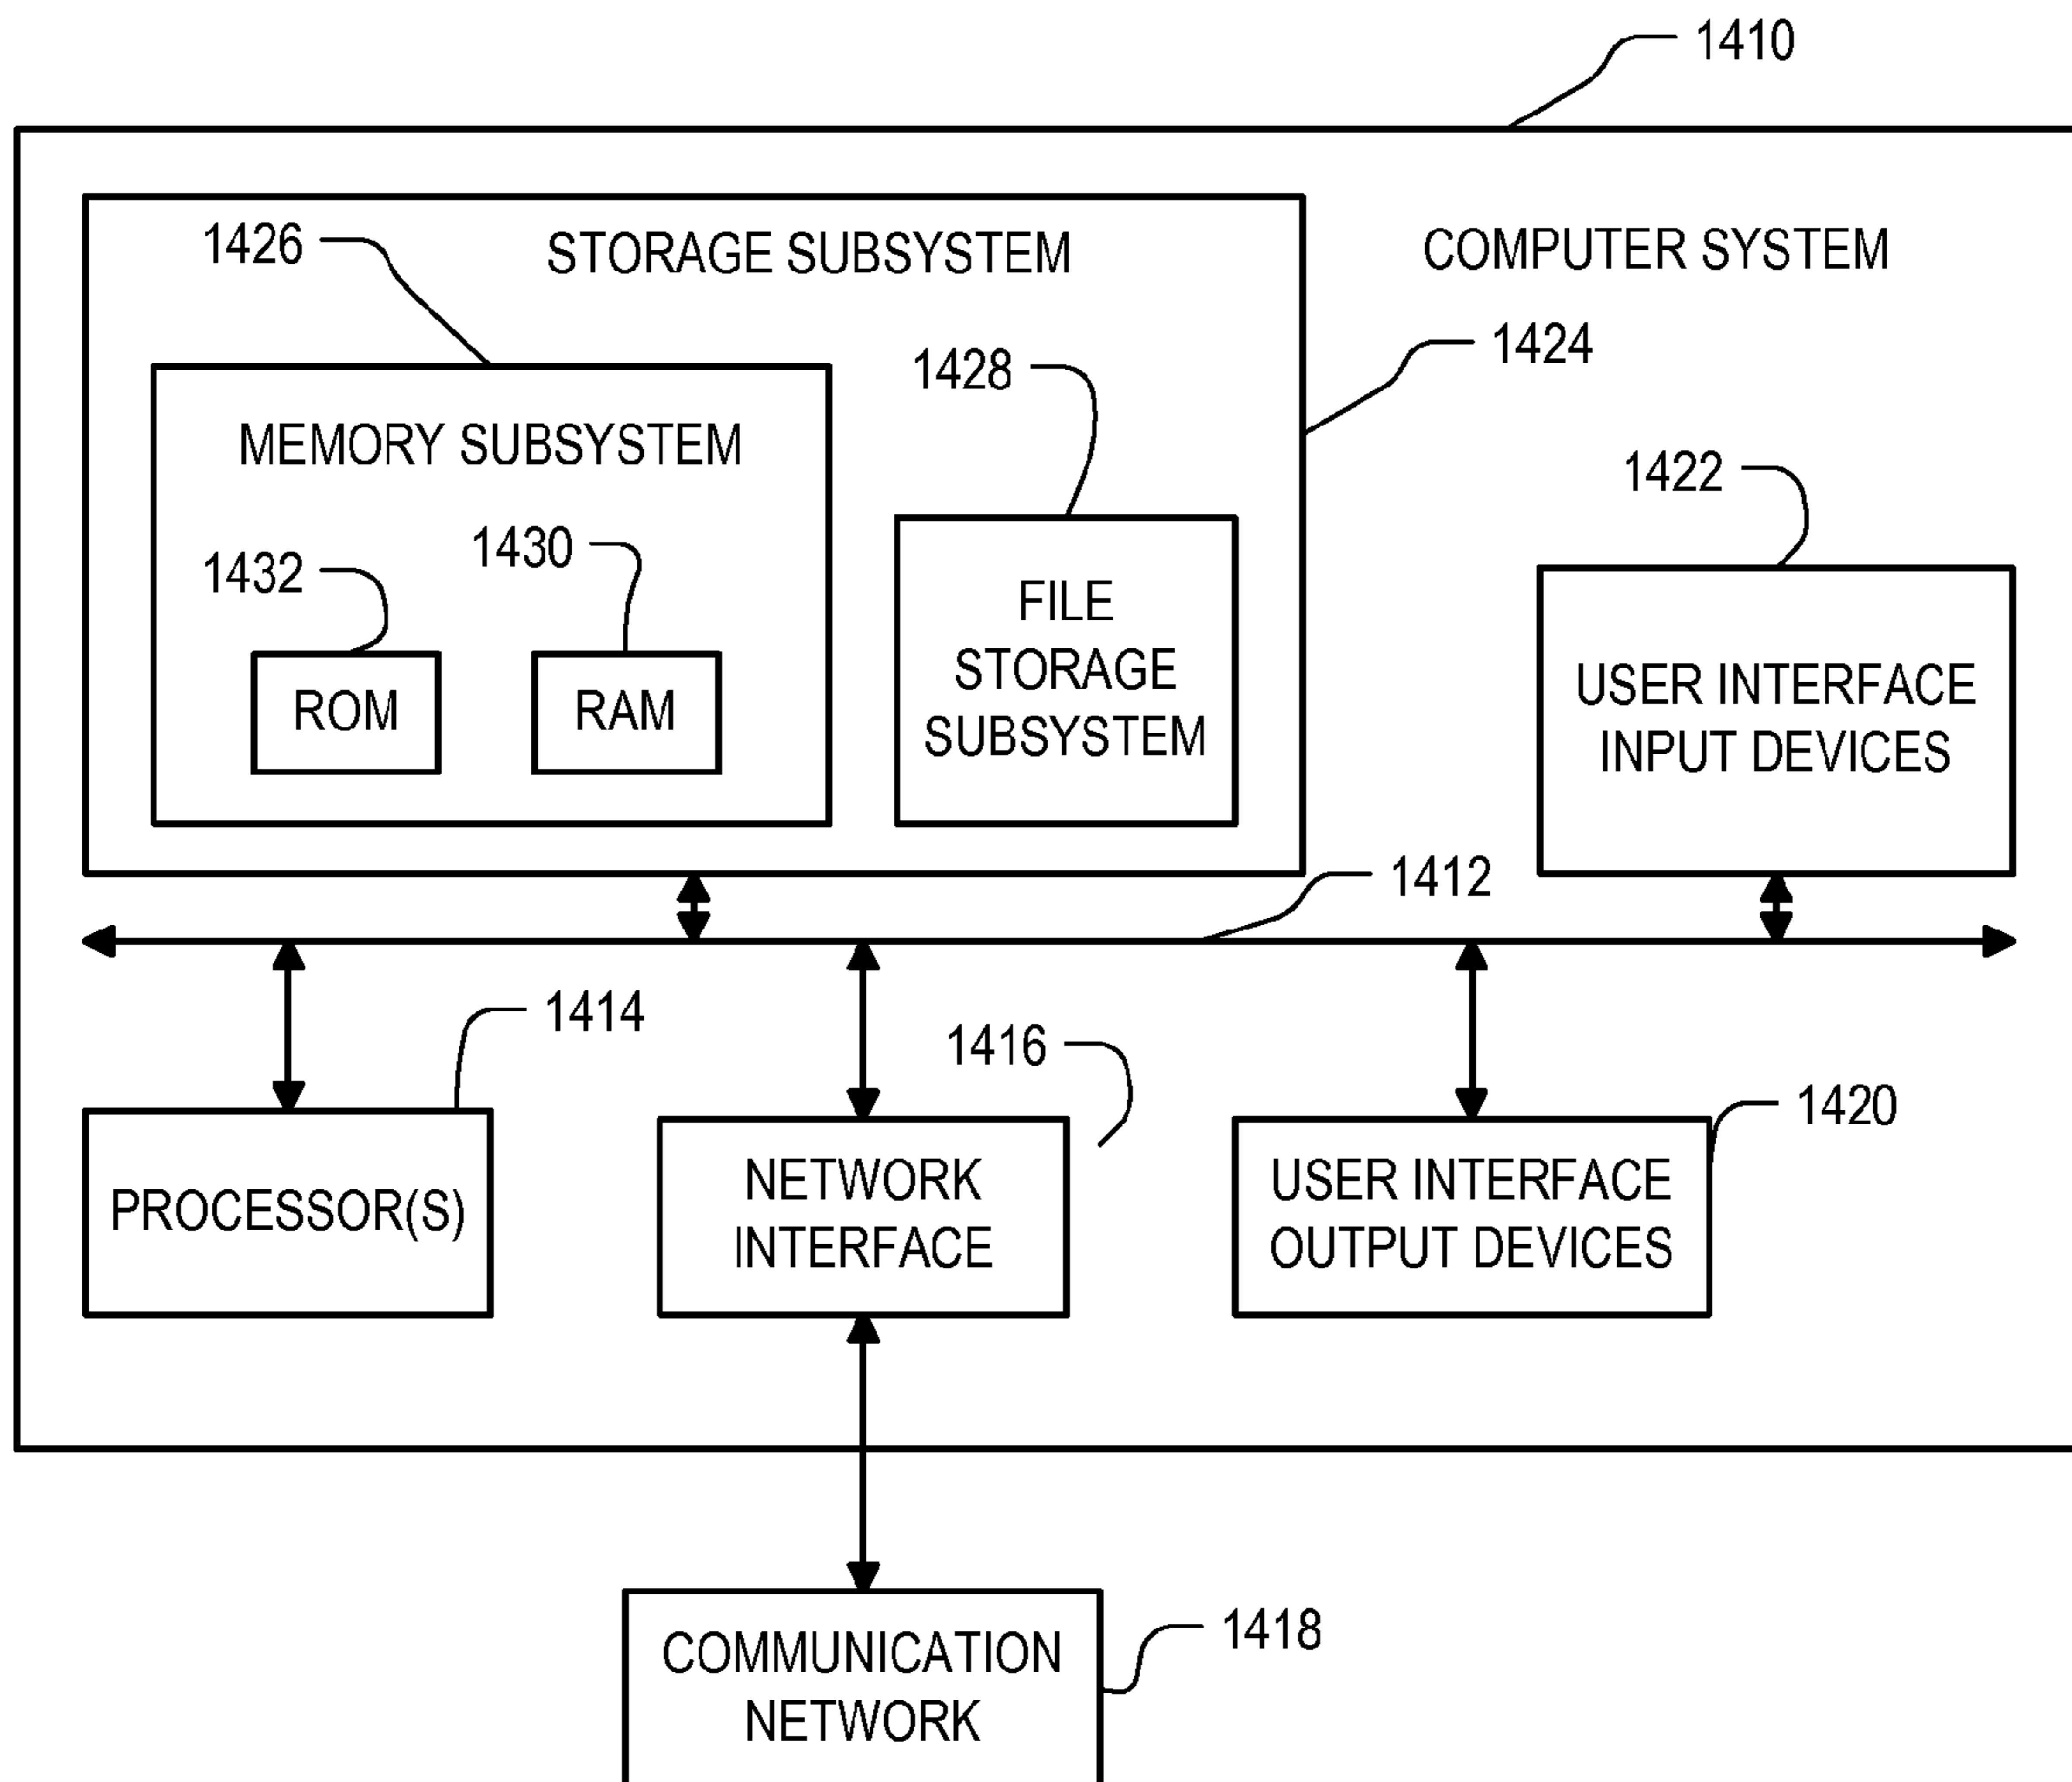 1410
1426
STORAGE SUBSYSTEM
COMPUTER SYSTEM
1424
1428
MEMORY SUBSYSTEM
1422
1432
1430
FILE
STORAGE
SUBSYSTEM
ROM
RAM
USER INTERFACE
INPUT DEVICES
1412
1414
1416
1420
PROCESSOR(S)
NETWORK
INTERFACE
USER INTERFACE
OUTPUT DEVICES
1418
COMMUNICATION
NETWORK